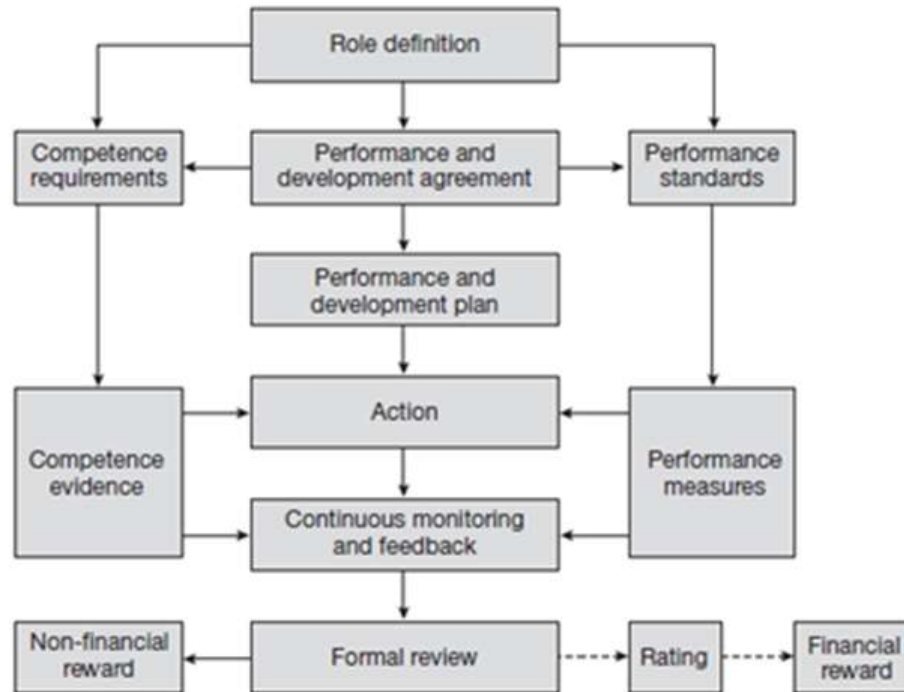 Role definition
Competence
requirements
Performance and
development agreement
Performance
standards
Performance and
development plan
Action
Competence
evidence
Performance
measures
Continuous monitoring
and feedback
Non-financial
reward
Formal review
Rating
Financial
reward